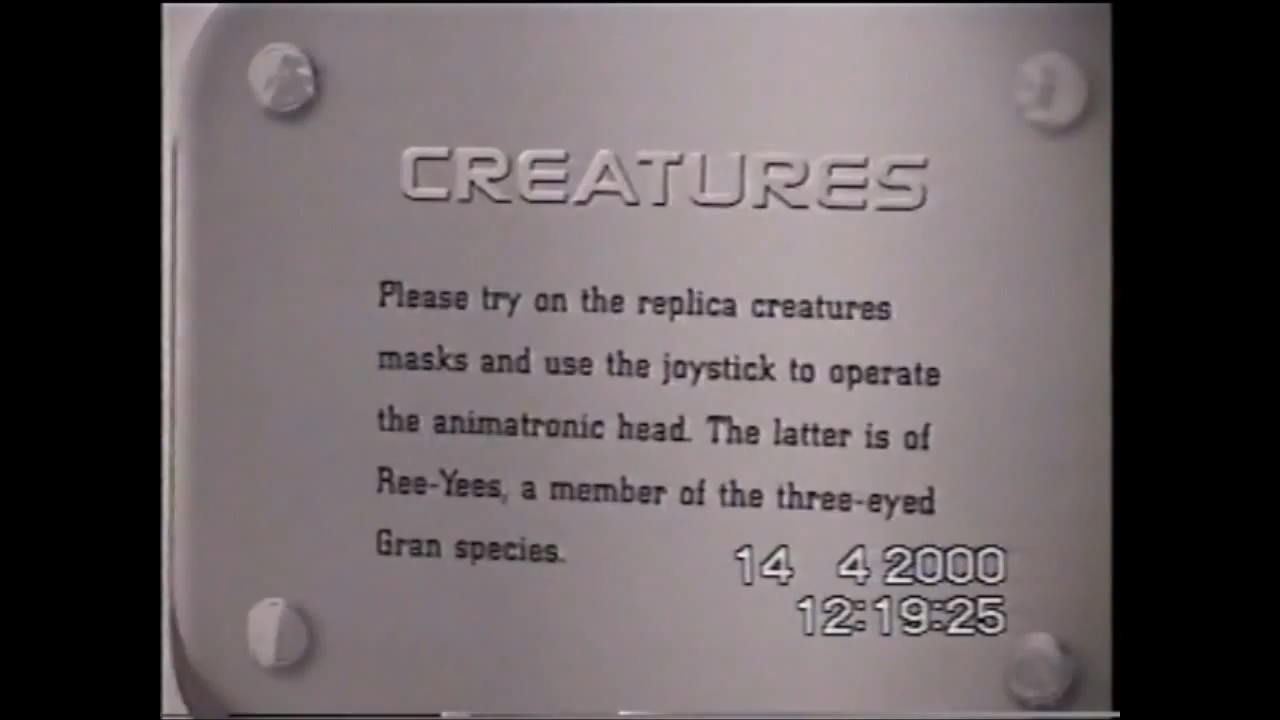 CREATURES
Please try on the replica creatures
masks and use the joystick to operate
the animatronic head. The latter is of
Ree-Yees, a member of the three-eyed
Gran species.
14 4 2000
12:19:25